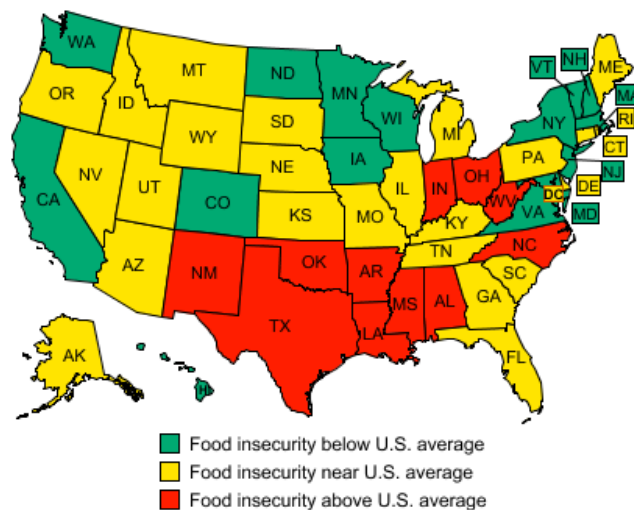 WA
MT
ND
MN
VT
NH
ME
MA
OR
ID
SD
WI
MI
NY
RI
WY
CT
IA
PA
NE
NJ
NV
IL
IN
OH
DE
UT
DC
CA
CO
WV
VA
MD
KS
MO
KY
NC
TN
AZ
NM
OK
AR
SC
MS
AL
GA
TX
LA
AK
FL
HI
Food insecurity below U.S. average
Food insecurity near U.S. average
Food insecurity above U.S. average